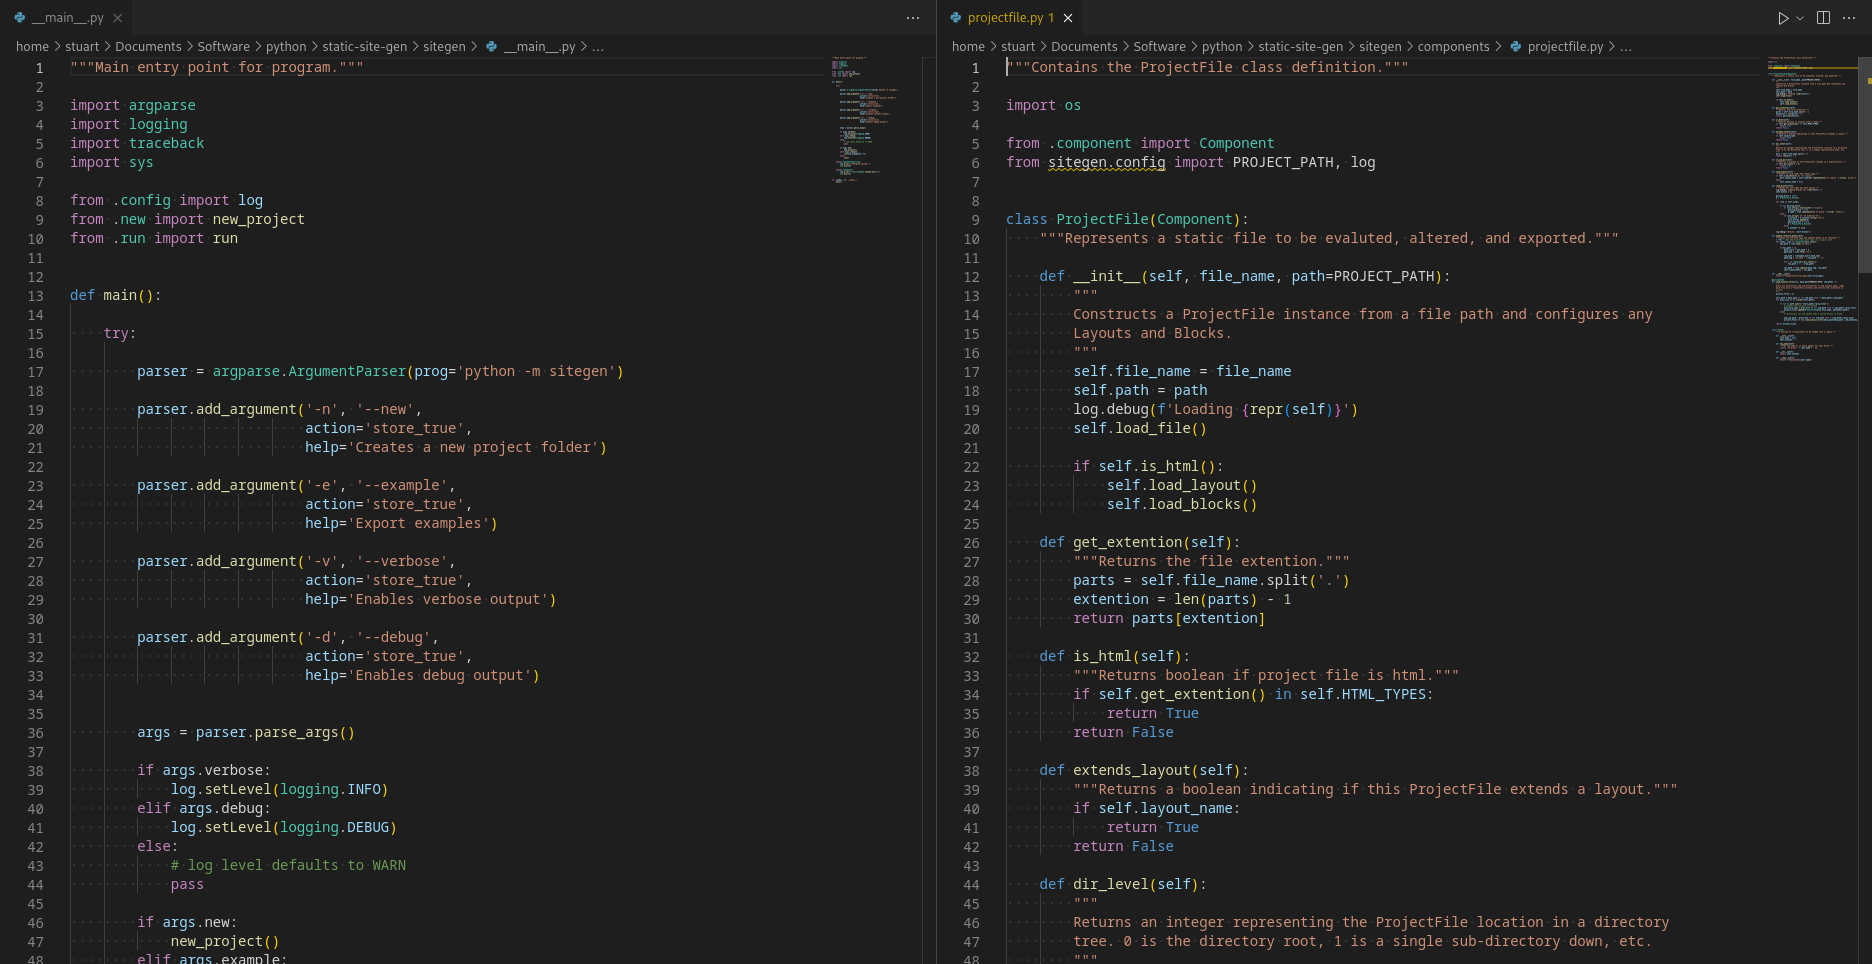 __main__.py
home > stuart > Documents > Software > python > static-site-gen > sitegen > __main__.py > ...
1 """Main entry point for program."""
2
3 import argparse
4 import logging
5 import traceback
6 import sys
7
8 from .config import log
9 from .new import new_project
10 from .run import run
11
12
13 def main():
14
15     try:
16
17         parser = argparse.ArgumentParser(prog='python -m sitegen')
18
19         parser.add_argument('-n', '--new',
20                             action='store_true',
21                             help='Creates a new project folder')
22
23         parser.add_argument('-e', '--example',
24                             action='store_true',
25                             help='Export examples')
26
27         parser.add_argument('-v', '--verbose',
28                             action='store_true',
29                             help='Enables verbose output')
30
31         parser.add_argument('-d', '--debug',
32                             action='store_true',
33                             help='Enables debug output')
34
35
36         args = parser.parse_args()
37
38         if args.verbose:
39             log.setLevel(logging.INFO)
40         elif args.debug:
41             log.setLevel(logging.DEBUG)
42         else:
43             # log level defaults to WARN
44             pass
45
46         if args.new:
47             new_project()
48         elif args.example:
projectfile.py 1
home > stuart > Documents > Software > python > static-site-gen > sitegen > components > projectfile.py > ...
1 """Contains the ProjectFile class definition."""
2
3 import os
4
5 from .component import Component
6 from sitegen.config import PROJECT_PATH, log
7
8
9 class ProjectFile(Component):
10     """Represents a static file to be evaluted, altered, and exported."""
11
12     def __init__(self, file_name, path=PROJECT_PATH):
13         """
14         Constructs a ProjectFile instance from a file path and configures any
15         Layouts and Blocks.
16         """
17         self.file_name = file_name
18         self.path = path
19         log.debug(f'Loading {repr(self)}')
20         self.load_file()
21
22         if self.is_html():
23             self.load_layout()
24             self.load_blocks()
25
26     def get_extention(self):
27         """Returns the file extention."""
28         parts = self.file_name.split('.')
29         extention = len(parts) - 1
30         return parts[extention]
31
32     def is_html(self):
33         """Returns boolean if project file is html."""
34         if self.get_extention() in self.HTML_TYPES:
35             return True
36         return False
37
38     def extends_layout(self):
39         """Returns a boolean indicating if this ProjectFile extends a layout."""
40         if self.layout_name:
41             return True
42         return False
43
44     def dir_level(self):
45         """
46         Returns an integer representing the ProjectFile location in a directory
47         tree. 0 is the directory root, 1 is a single sub-directory down, etc.
48         """